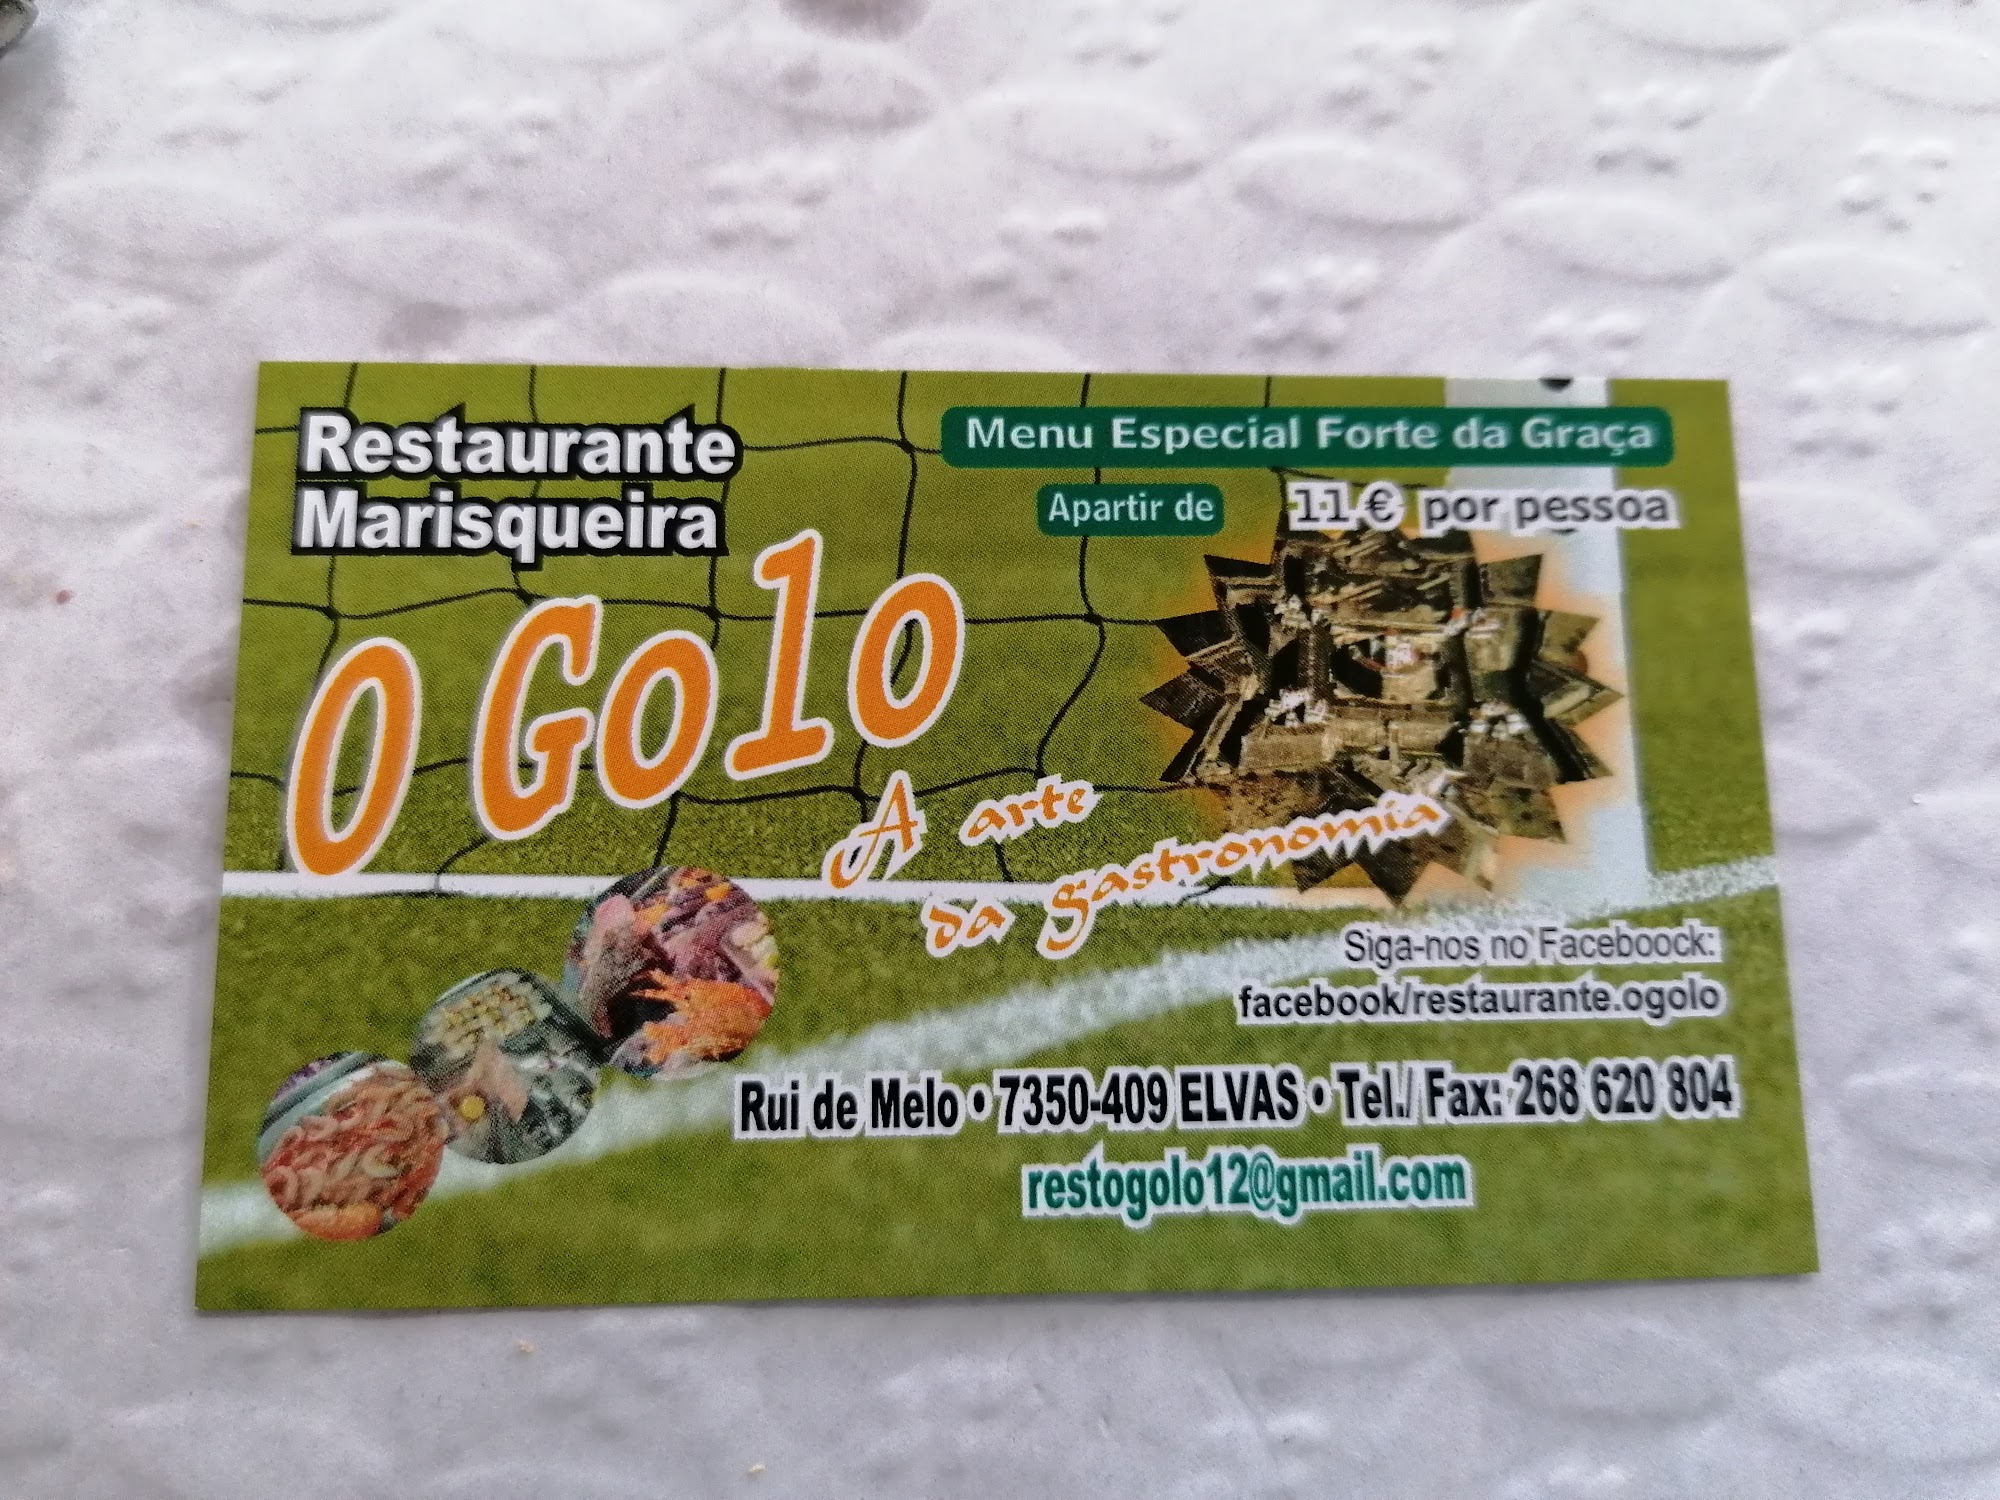 Restaurante
Marisqueira
O Golo
A arte
da gastronomia
Menu Especial Forte da Graça
Apartir de 11 € por pessoa
Siga-nos no Faceboock:
facebook/restaurante.ogolo
Rui de Melo • 7350-409 ELVAS • Tel./ Fax: 268 620 804
restogolo12@gmail.com